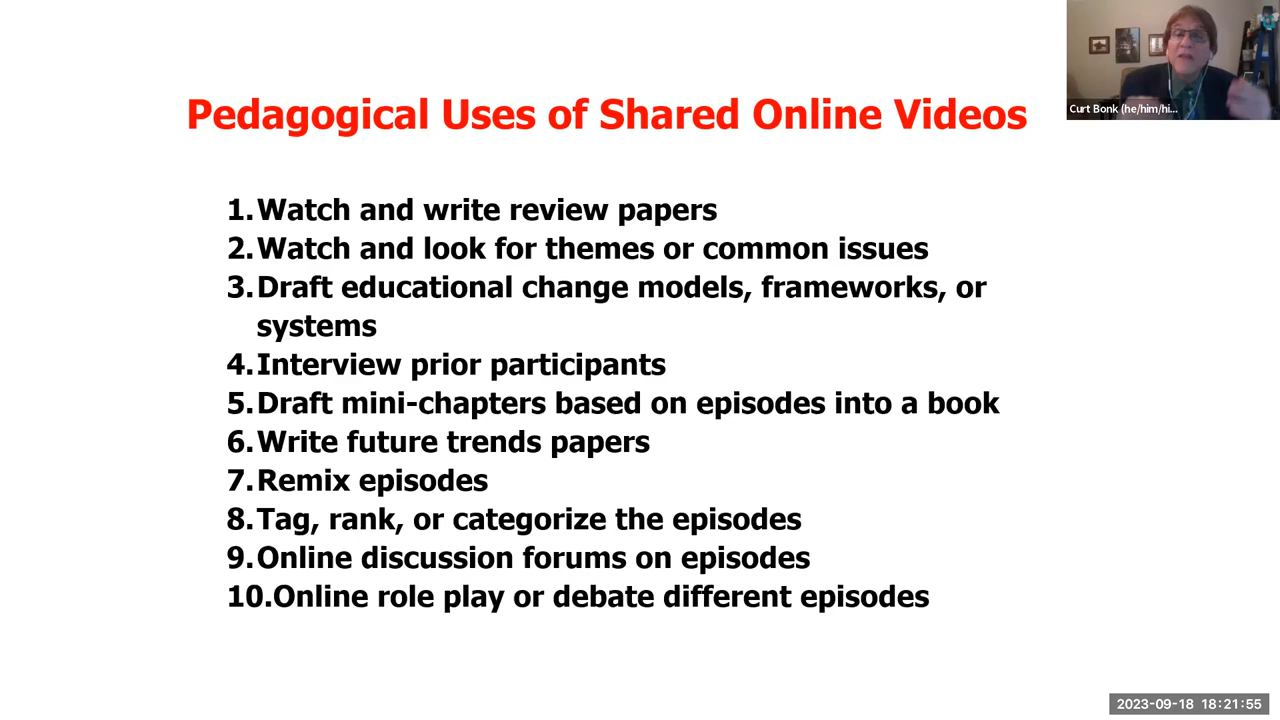 Pedagogical Uses of Shared Online Videos
Curt Bonk (he/him/hi...
1.Watch and write review papers
2.Watch and look for themes or common issues
3.Draft educational change models, frameworks, or
systems
4.Interview prior participants
5.Draft mini-chapters based on episodes into a book
6.Write future trends papers
7.Remix episodes
8.Tag, rank, or categorize the episodes
9.Online discussion forums on episodes
10.Online role play or debate different episodes
2023-09-18 18:21:55